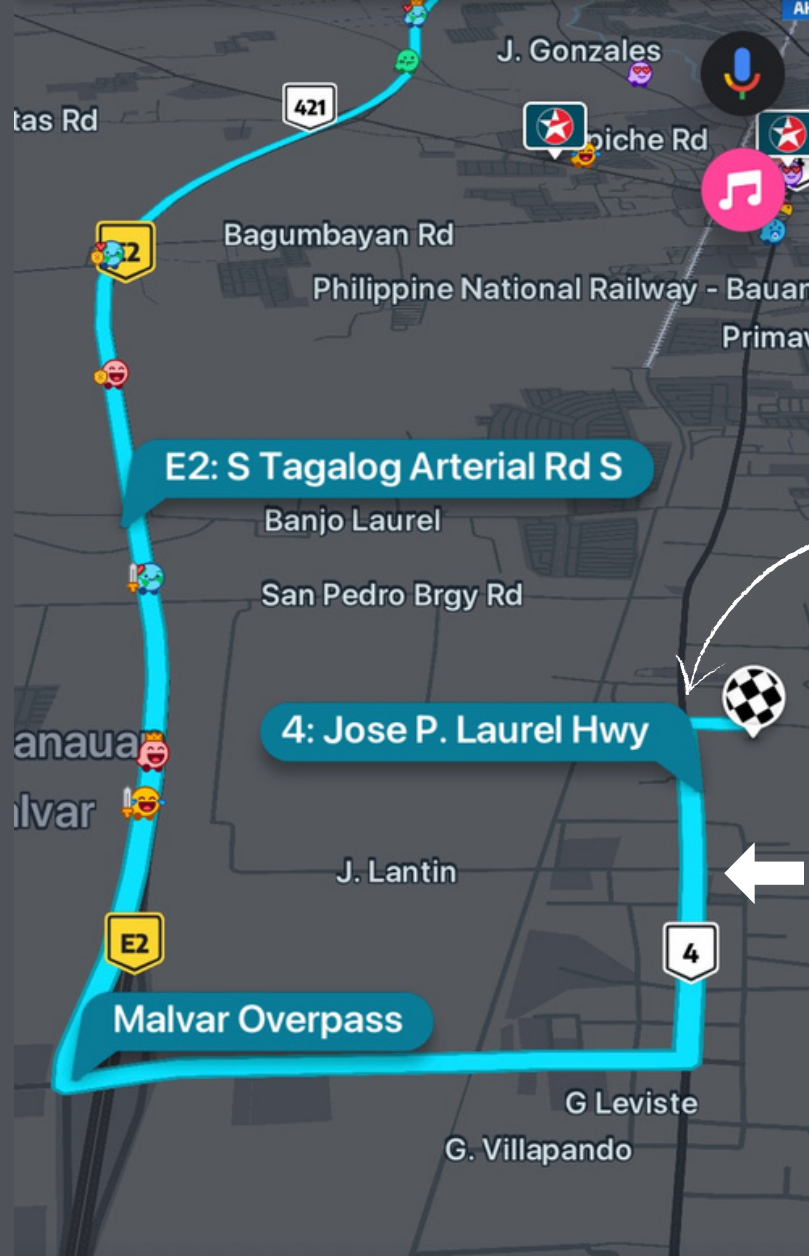 AH
J. Gonzales
421
tas Rd
piche Rd
Bagumbayan Rd
Philippine National Railway - Bauan
Primav
E2: S Tagalog Arterial Rd S
Banjo Laurel
San Pedro Brgy Rd
4: Jose P. Laurel Hwy
anaua
lvar
J. Lantin
E2
4
Malvar Overpass
G Leviste
G. Villapando